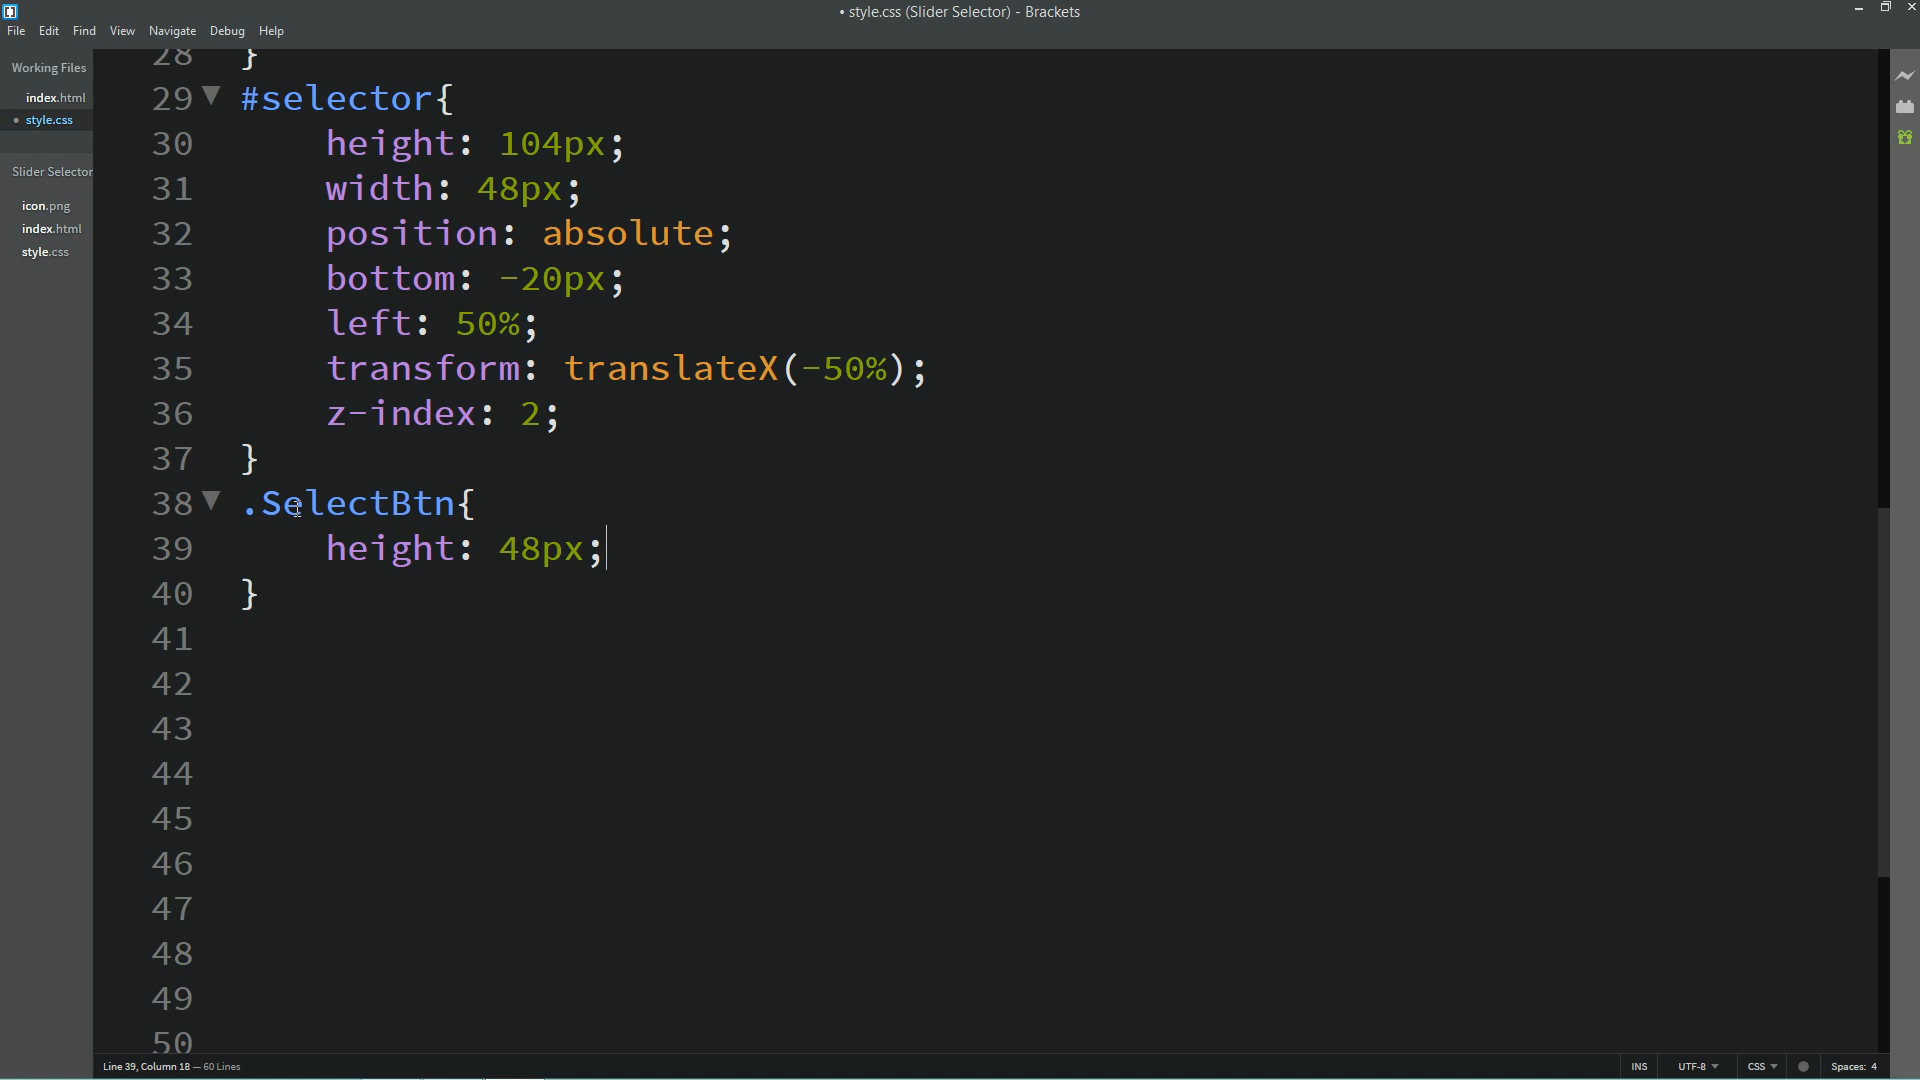 • style.css (Slider Selector) - Brackets
File Edit Find View Navigate Debug Help
Working Files
index.html
• style.css
Slider Selector
icon.png
index.html
style.css
28 }
29 #selector{
30 height: 104px;
31 width: 48px;
32 position: absolute;
33 bottom: -20px;
34 left: 50%;
35 transform: translateX(-50%);
36 z-index: 2;
37 }
38 .SelectBtn{
39 height: 48px;
40 }
41
42
43
44
45
46
47
48
49
50
Line 39, Column 18 — 60 Lines
INS UTF-8 CSS Spaces: 4